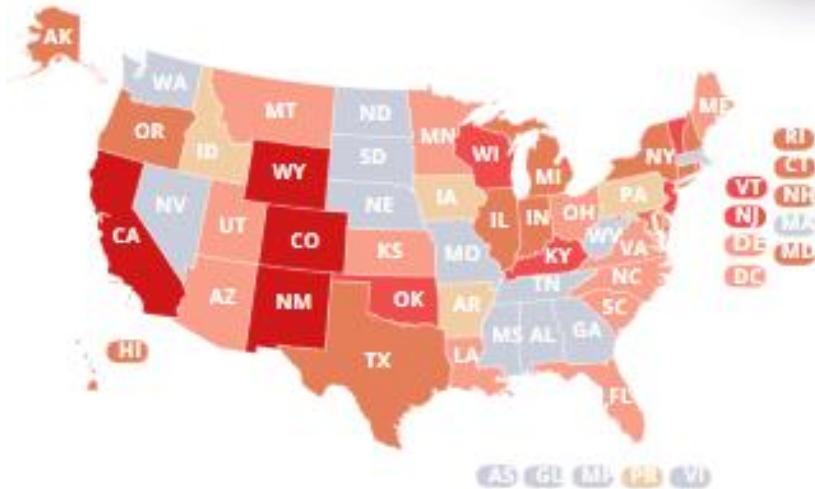 AK
WA
MT
ND
MN
ME
OR
ID
SD
WI
NY
RI
WY
MI
CT
NV
NE
IA
PA
VT
NH
CA
UT
CO
IL
IN
OH
NJ
MA
KS
MO
KY
WV
VA
DE
MD
AZ
NM
OK
AR
TN
NC
DC
SC
MS
AL
GA
HI
TX
LA
FL
AS
GU
MP
PR
VI